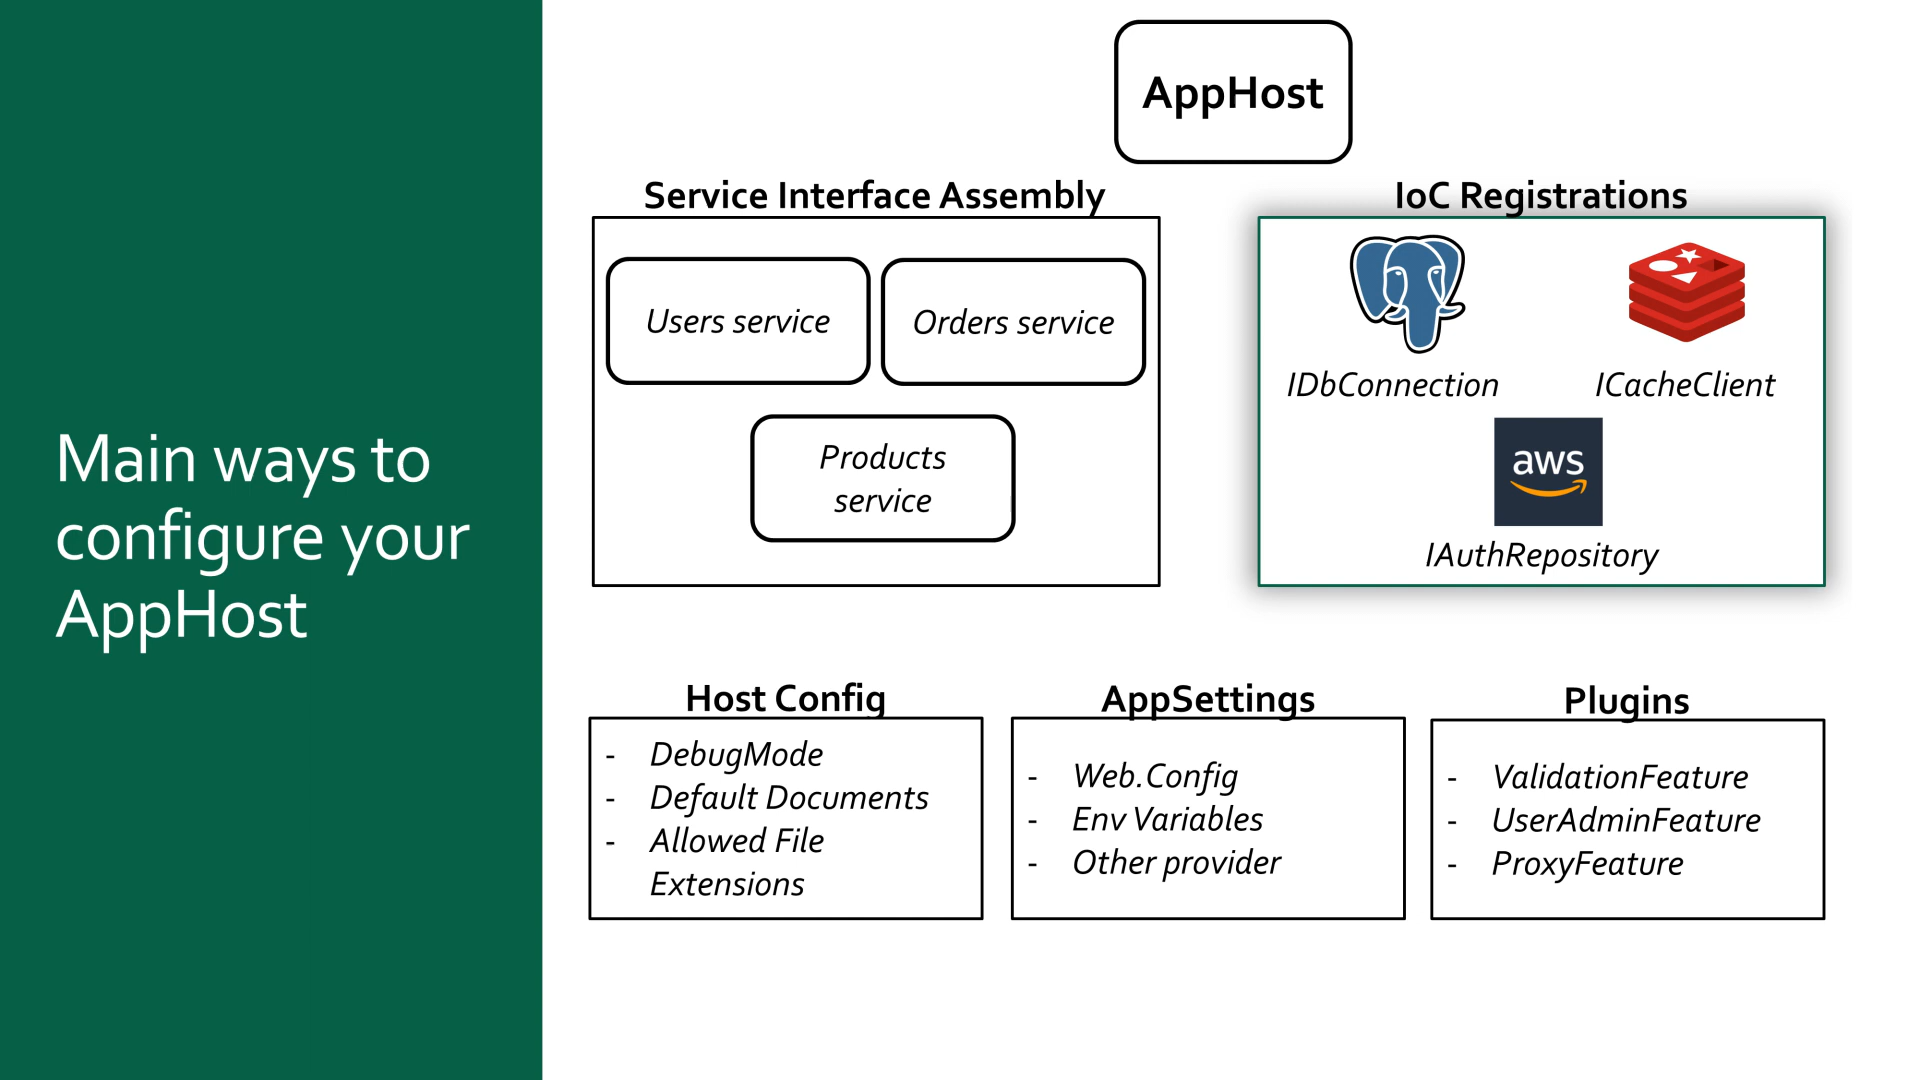 Main ways to
configure your
AppHost
AppHost
Service Interface Assembly
Users service
Orders service
Products
service
IoC Registrations
IDbConnection
ICacheClient
aws
IAuthRepository
Host Config
- DebugMode
- Default Documents
- Allowed File
Extensions
AppSettings
- Web.Config
- Env Variables
- Other provider
Plugins
- ValidationFeature
- UserAdminFeature
- ProxyFeature